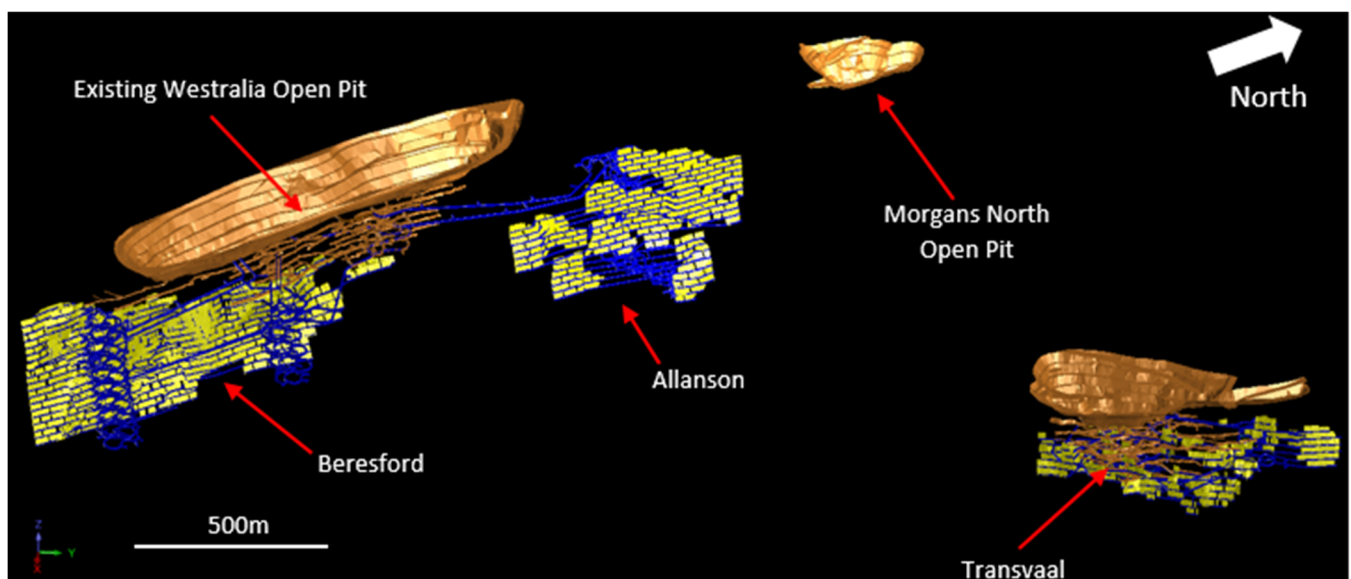 Existing Westralia Open Pit
North
Morgans North
Open Pit
Allanson
Beresford
500m
Transvaal
Z
Y
X